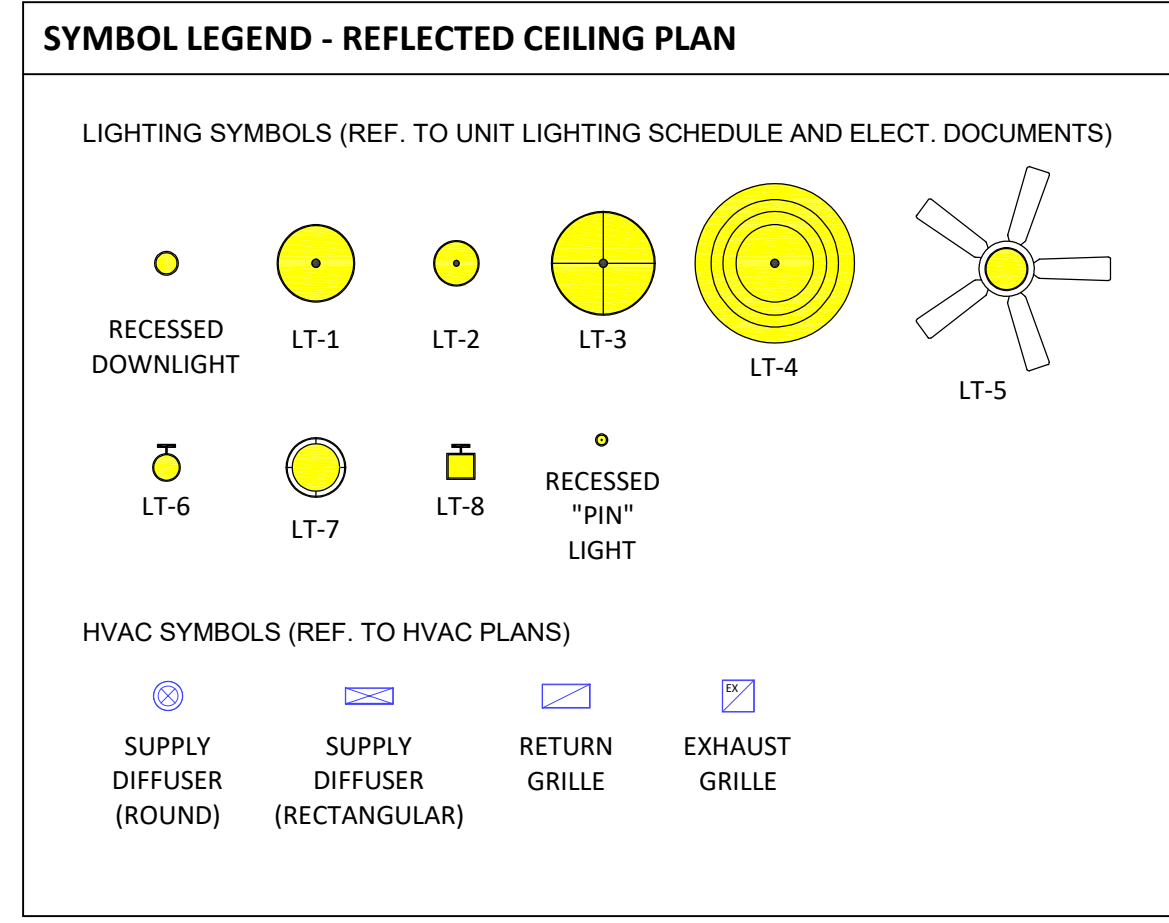 SYMBOL LEGEND - REFLECTED CEILING PLAN
LIGHTING SYMBOLS (REF. TO UNIT LIGHTING SCHEDULE AND ELECT. DOCUMENTS)
RECESSED
DOWNLIGHT
LT-1
LT-2
LT-3
LT-4
LT-5
LT-6
LT-7
LT-8
RECESSED
"PIN"
LIGHT
HVAC SYMBOLS (REF. TO HVAC PLANS)
SUPPLY
DIFFUSER
(ROUND)
SUPPLY
DIFFUSER
(RECTANGULAR)
RETURN
GRILLE
EX
EXHAUST
GRILLE